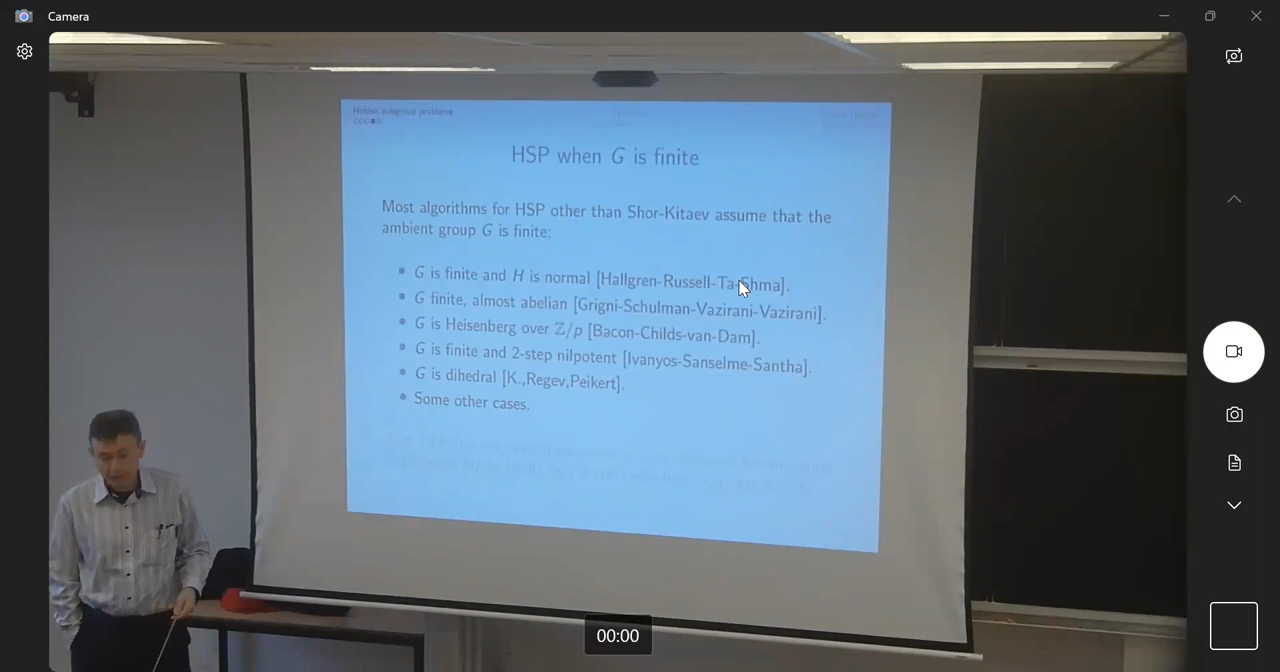 Camera
Hidden subgroup problems
HSP when G is finite
Most algorithms for HSP other than Shor-Kitaev assume that the
ambient group G is finite:
• G is finite and H is normal [Hallgren-Russell-Ta-Shma].
• G finite, almost abelian [Grigni-Schulman-Vazirani-Vazirani].
• G is Heisenberg over ℤ/p [Bacon-Childs-van-Dam].
• G is finite and 2-step nilpotent [Ivanyos-Sanselme-Santha].
• G is dihedral [K.,Regev,Peikert].
• Some other cases.
00:00